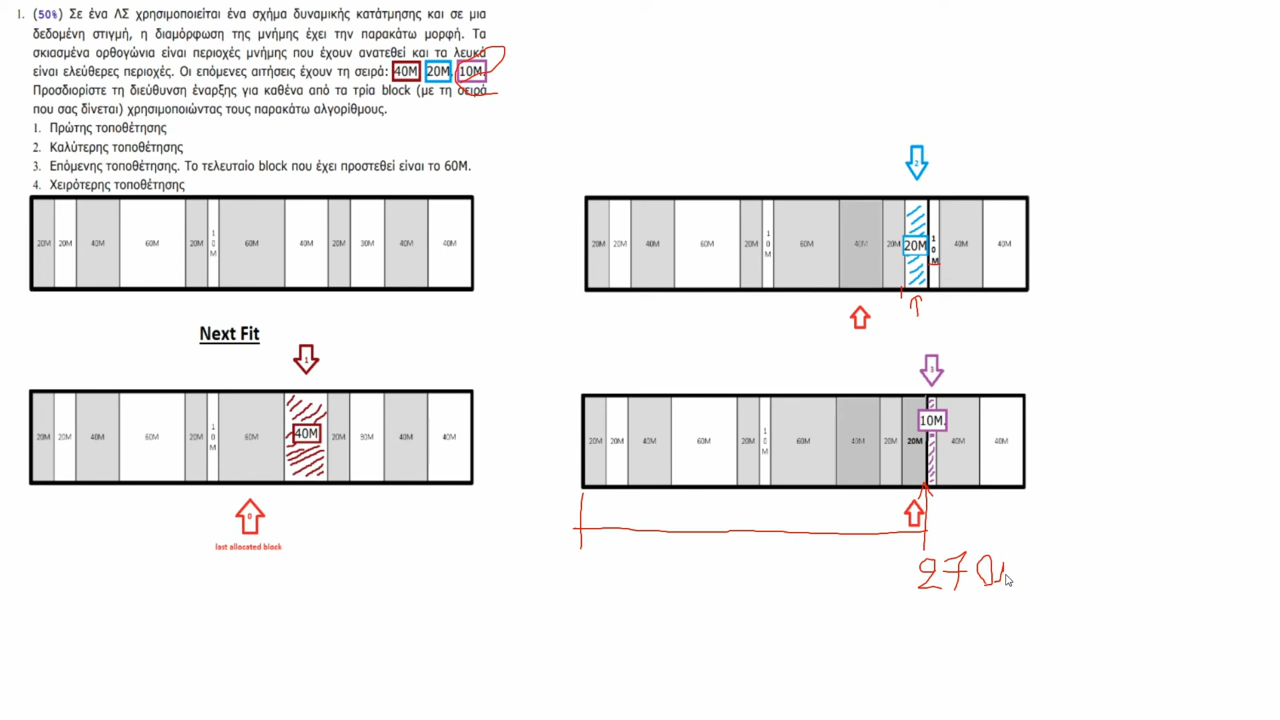 1. (50%) Σε ένα ΛΣ χρησιμοποιείται ένα σχήμα δυναμικής κατάτμησης και σε μια
δεδομένη στιγμή, η διαμόρφωση της μνήμης έχει την παρακάτω μορφή. Τα
σκιασμένα ορθογώνια είναι περιοχές μνήμης που έχουν ανατεθεί και τα λευκά
είναι ελεύθερες περιοχές. Οι επόμενες αιτήσεις έχουν τη σειρά: 40M 20M, 10M.
Προσδιορίστε τη διεύθυνση έναρξης για καθένα από τα τρία block (με τη σειρά
που σας δίνεται) χρησιμοποιώντας τους παρακάτω αλγορίθμους.
1. Πρώτης τοποθέτησης
2. Καλύτερης τοποθέτησης
3. Επόμενης τοποθέτησης. Το τελευταίο block που έχει προστεθεί είναι το 60M.
4. Χειρότερης τοποθέτησης
20M 20M 40M 60M 20M 10M 60M 40M 20M 30M 40M 40M
2
20M 20M 40M 60M 20M 10M 60M 40M 20M 20M 10M 40M 40M
Next Fit
1
20M 20M 40M 60M 20M 10M 60M 40M 20M 30M 40M 40M
0
last allocated block
3
20M 20M 40M 60M 20M 10M 60M 40M 20M 20M 10M. 40M 40M
270